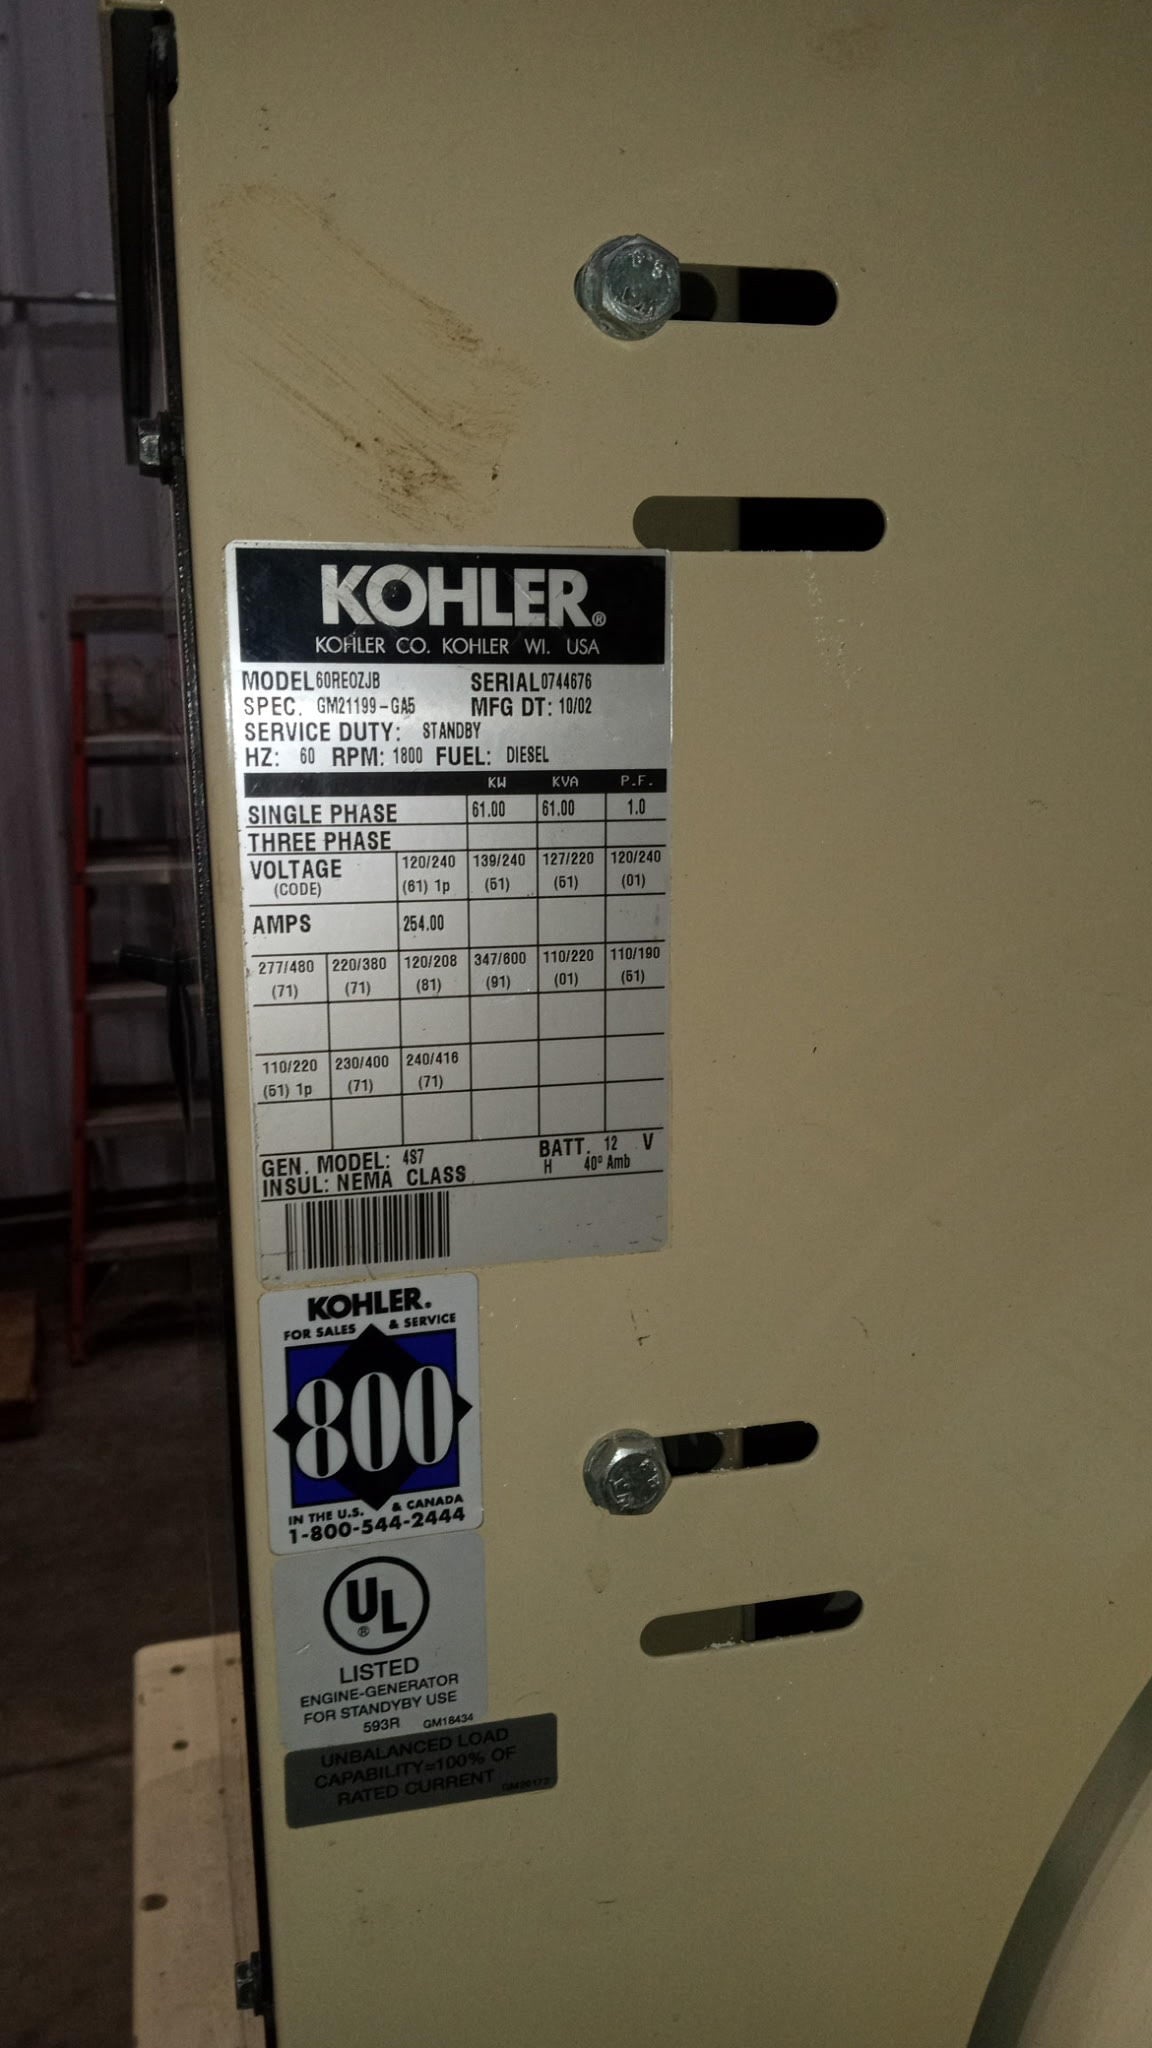 KOHLER®
KOHLER CO. KOHLER WI. USA
MODEL 60REOZJB SERIAL 0744676
SPEC. GM21199-GA5 MFG DT: 10/02
SERVICE DUTY: STANDBY
HZ: 60 RPM: 1800 FUEL: DIESEL
KW KVA P.F.
SINGLE PHASE 61.00 61.00 1.0
THREE PHASE
VOLTAGE 120/240 139/240 127/220 120/240
(CODE) (61) 1p (51) (51) (01)
AMPS 254.00
277/480 220/380 120/208 347/600 110/220 110/190
(71) (71) (81) (91) (01) (51)
110/220 230/400 240/416
(51) 1p (71) (71)
GEN. MODEL: 4S7 BATT. 12 V
INSUL: NEMA CLASS H 40° Amb
KOHLER.
FOR SALES & SERVICE
800
IN THE U.S. & CANADA
1-800-544-2444
UL
®
LISTED
ENGINE-GENERATOR
FOR STANDYBY USE
593R GM18434
UNBALANCED LOAD
CAPABILITY=100% OF
RATED CURRENT